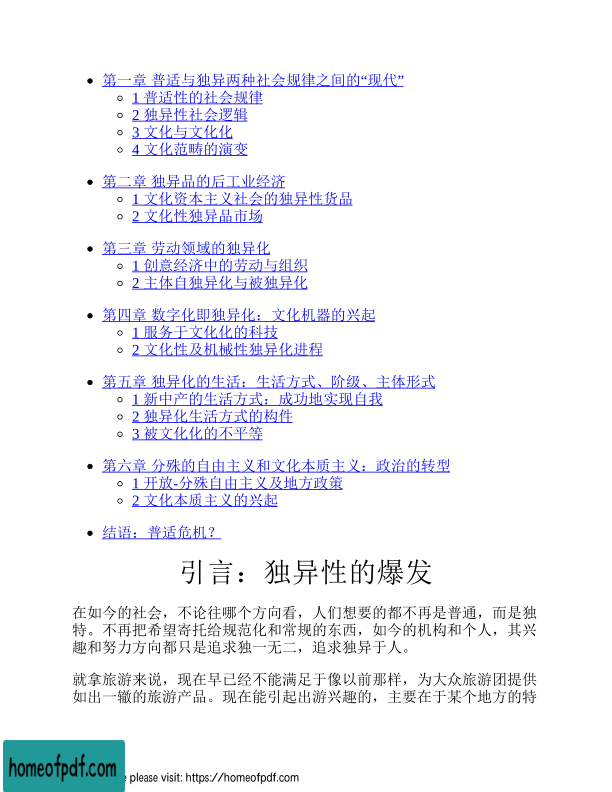 第一章 普适与独异两种社会规律之间的“现代”
1 普适性的社会规律
2 独异性社会逻辑
3 文化与文化化
4 文化范畴的演变
第二章 独异品的后工业经济
1 文化资本主义社会的独异性货品
2 文化性独异品市场
第三章 劳动领域的独异化
1 创意经济中的劳动与组织
2 主体自独异化与被独异化
第四章 数字化即独异化：文化机器的兴起
1 服务于文化化的科技
2 文化性及机械性独异化进程
第五章 独异化的生活：生活方式、阶级、主体形式
1 新中产的生活方式：成功地实现自我
2 独异化生活方式的构件
3 被文化化的不平等
第六章 分殊的自由主义和文化本质主义：政治的转型
1 开放-分殊自由主义及地方政策
2 文化本质主义的兴起
结语：普适危机？
引言：独异性的爆发
在如今的社会，不论往哪个方向看，人们想要的都不再是普通，而是独
特。不再把希望寄托给规范化和常规的东西，如今的机构和个人，其兴
趣和努力方向都只是追求独一无二，追求独异于人。
就拿旅游来说，现在早已经不能满足于像以前那样，为大众旅游团提供
如出一辙的旅游产品。现在能引起出游兴趣的，主要在于某个地方的特
homeofpdf.com
e please visit: https://homeofpdf.com